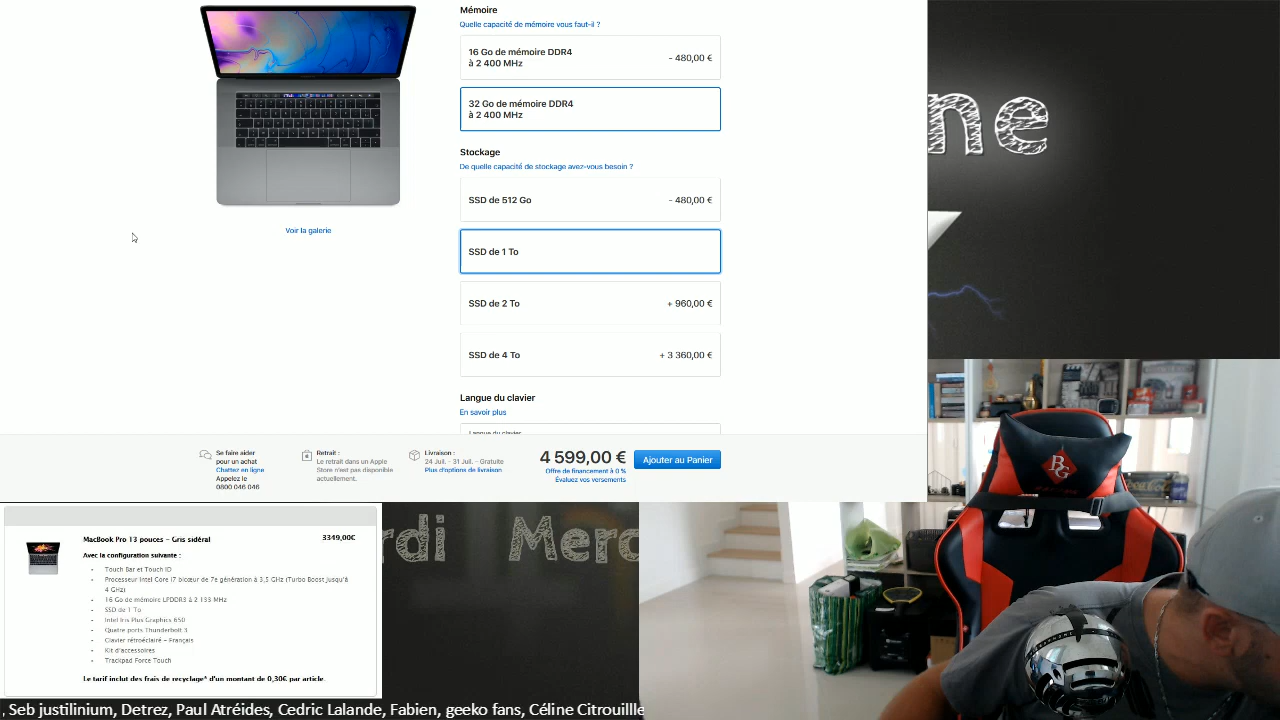 Mémoire
Quelle capacité de mémoire vous faut-il ?
16 Go de mémoire DDR4
à 2 400 MHz
- 480,00 €
32 Go de mémoire DDR4
à 2 400 MHz
Stockage
De quelle capacité de stockage avez-vous besoin ?
SSD de 512 Go
- 480,00 €
SSD de 1 To
SSD de 2 To
+ 960,00 €
SSD de 4 To
+ 3 360,00 €
Voir la galerie
Langue du clavier
En savoir plus
Langue du clavier
Se faire aider
pour un achat
Chattez en ligne
Appelez le
0800 046 046
Retrait :
Le retrait dans un Apple
Store n'est pas disponible
actuellement.
Livraison :
24 Juil. – 31 Juil. – Gratuite
Plus d'options de livraison
4 599,00 €
Offre de financement à 0 %
Évaluez vos versements
Ajouter au Panier
ne
MacBook Pro 13 pouces – Gris sidéral
3349,00€
Avec la configuration suivante :
- Touch Bar et Touch ID
- Processeur Intel Core i7 bicœur de 7e génération à 3,5 GHz (Turbo Boost jusqu'à
4 GHz)
- 16 Go de mémoire LPDDR3 à 2 133 MHz
- SSD de 1 To
- Intel Iris Plus Graphics 650
- Quatre ports Thunderbolt 3
- Clavier rétroéclairé – Français
- Kit d'accessoires
- Trackpad Force Touch
Le tarif inclut des frais de recyclage* d'un montant de 0,30€ par article.
rdi Merc
, Seb justilinium, Detrez, Paul Atréides, Cedric Lalande, Fabien, geeko fans, Céline Citrouille